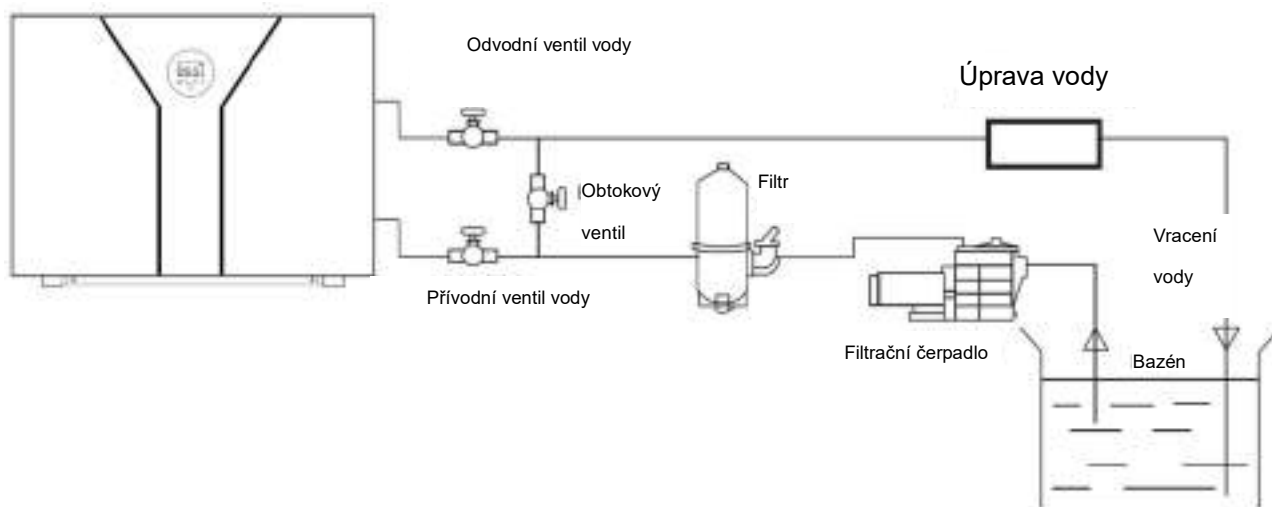 Odvodní ventil vody
Úprava vody
Obtokový
ventil
Filtr
Vracení
vody
Přívodní ventil vody
Filtrační čerpadlo
Bazén